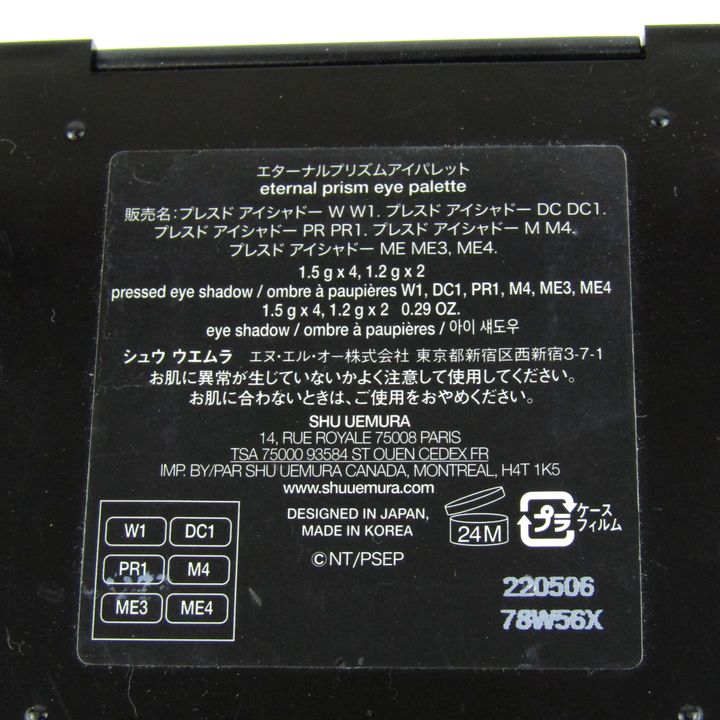 エターナルプリズムアイパレット
eternal prism eye palette
販売名：プレスド アイシャドー W W1. プレスド アイシャドー DC DC1.
プレスド アイシャドー PR PR1. プレスド アイシャドー M M4.
プレスド アイシャドー ME ME3, ME4.
1.5 g x 4, 1.2 g x 2
pressed eye shadow / ombre à paupières W1, DC1, PR1, M4, ME3, ME4
1.5 g x 4, 1.2 g x 2 0.29 OZ.
eye shadow / ombre à paupières / 아이 섀도우
シュウ ウエムラ エヌ・エル・オー株式会社 東京都新宿区西新宿3-7-1
お肌に異常が生じていないかよく注意して使用してください。
お肌に合わないときは、ご使用をおやめください。
SHU UEMURA
14, RUE ROYALE 75008 PARIS
TSA 75000 93584 ST OUEN CEDEX FR
IMP. BY/PAR SHU UEMURA CANADA, MONTREAL, H4T 1K5
www.shuuemura.com
DESIGNED IN JAPAN,
MADE IN KOREA
©NT/PSEP
24M
プラ
ケース
フィルム
W1 DC1
PR1 M4
ME3 ME4
220506
78W56X